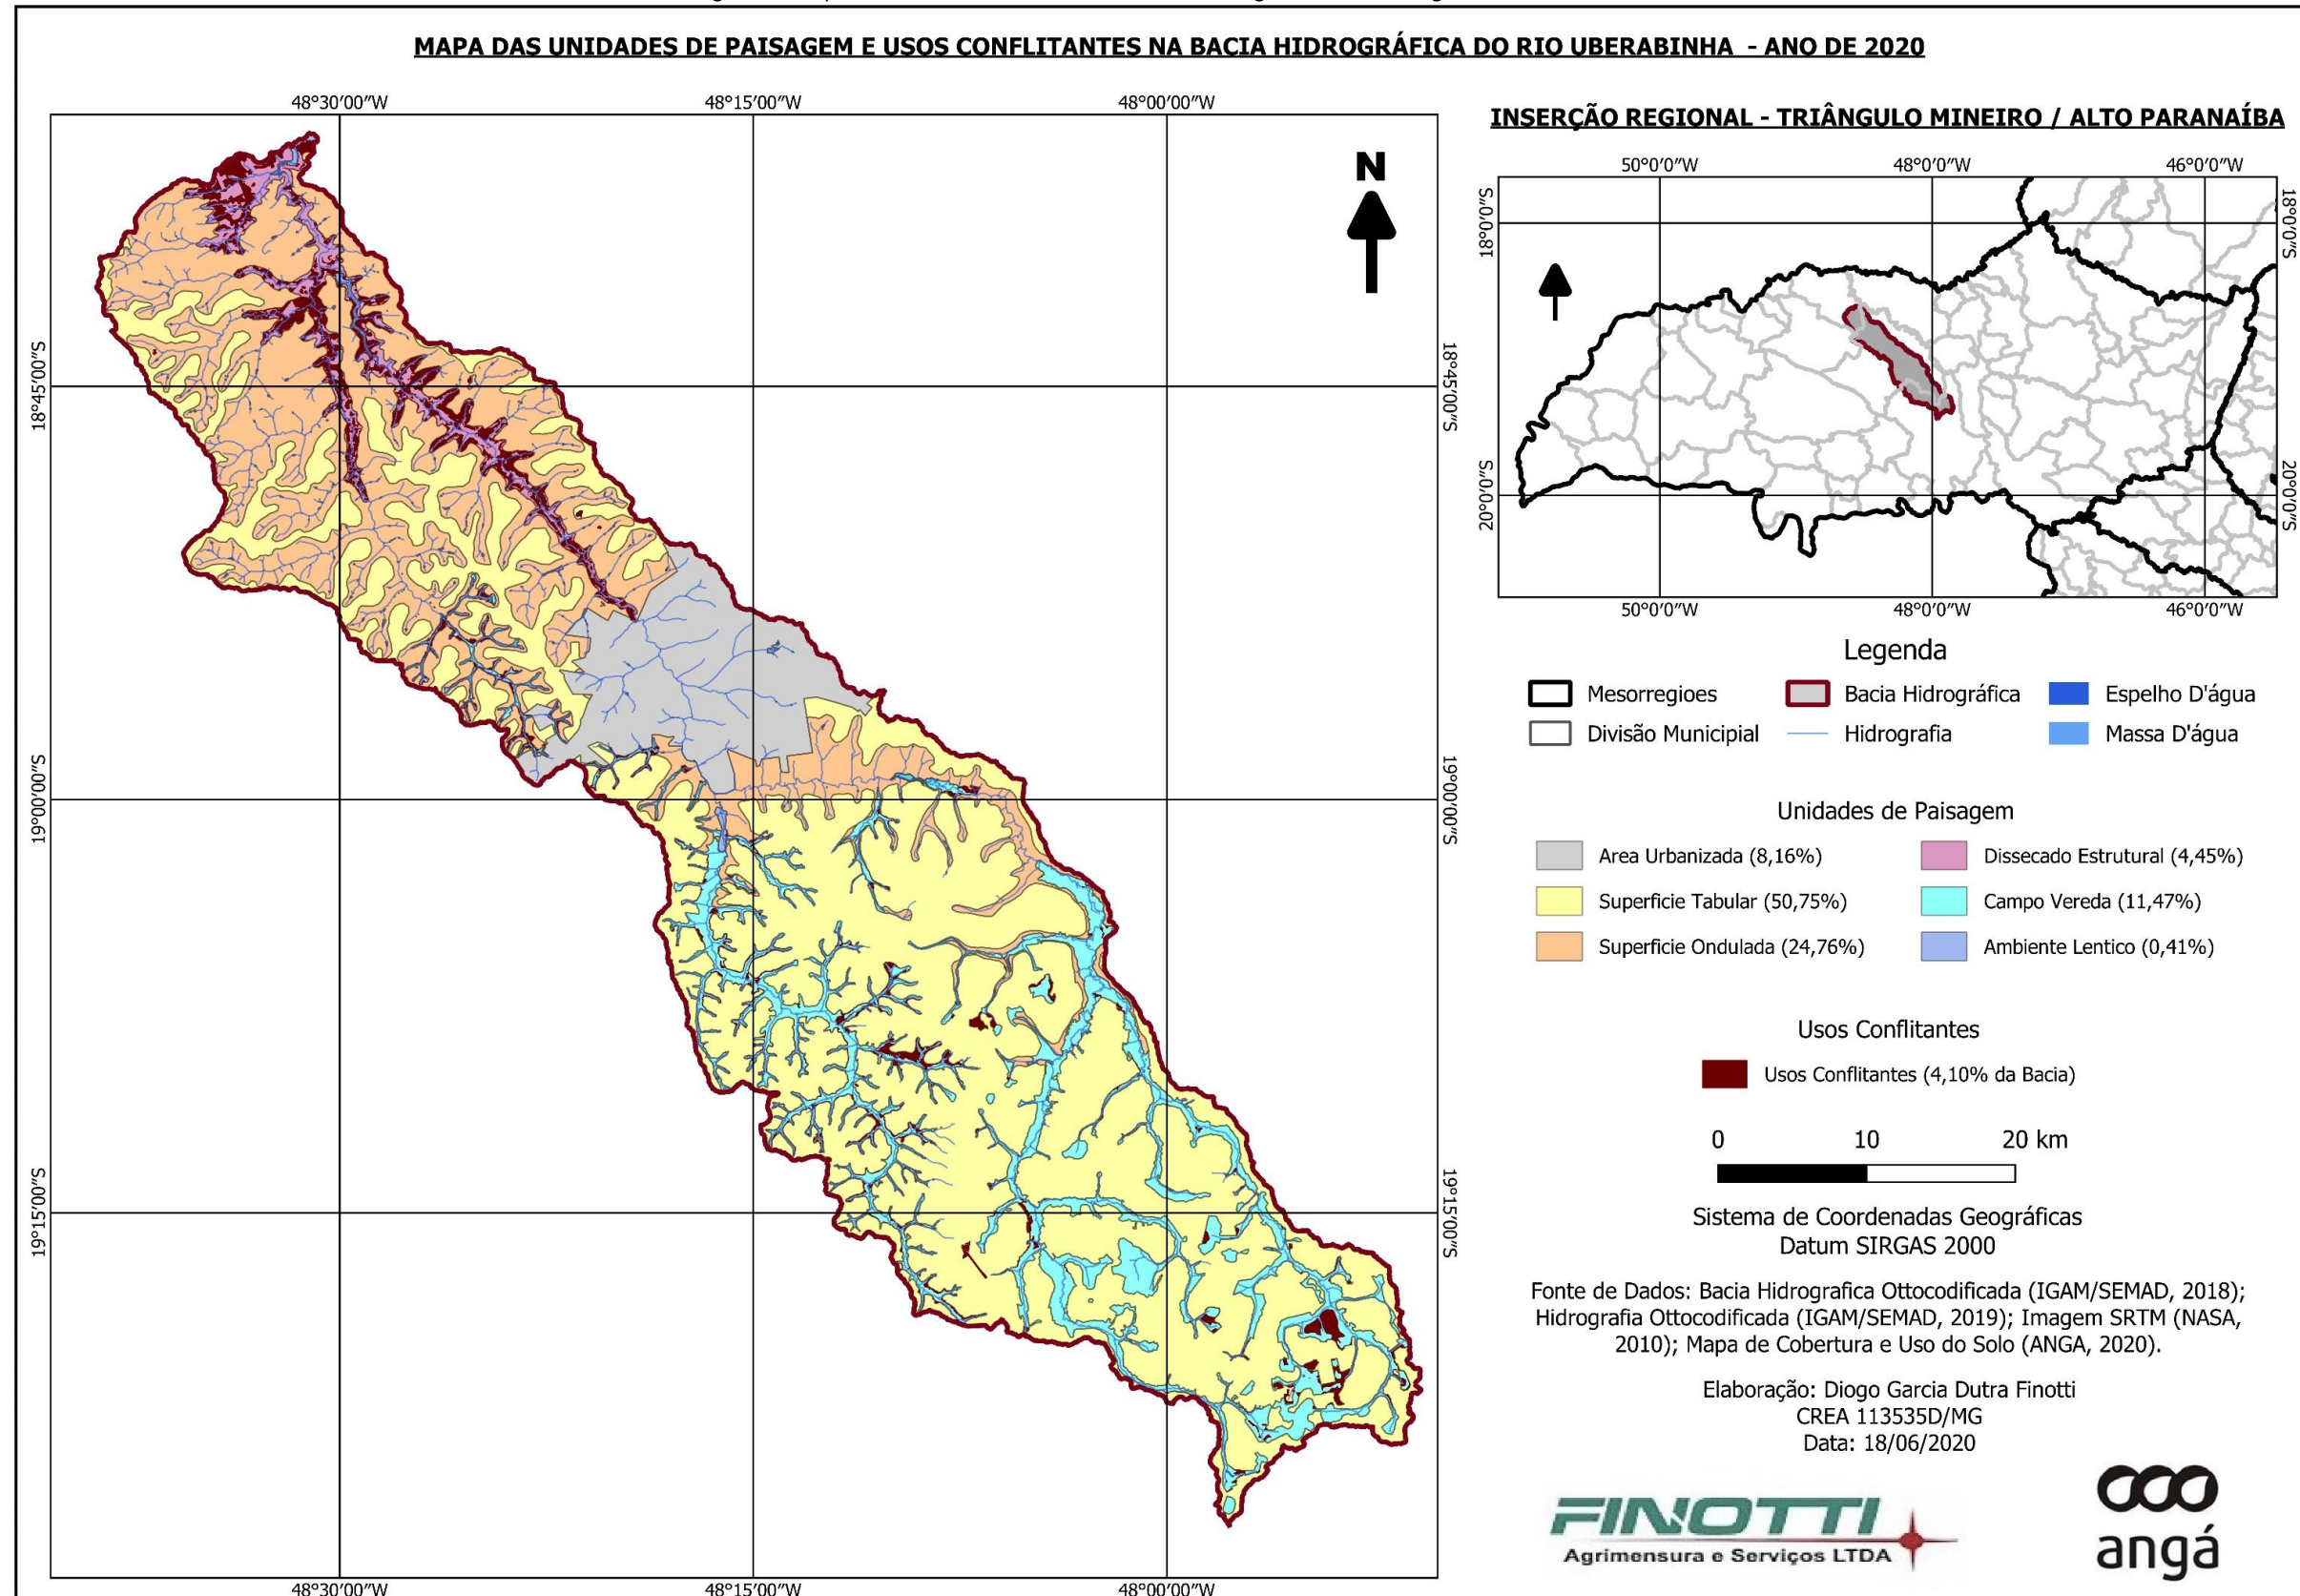 MAPA DAS UNIDADES DE PAISAGEM E USOS CONFLITANTES NA BACIA HIDROGRÁFICA DO RIO UBERABINHA - ANO DE 2020
48°30'00"W
48°15'00"W
48°00'00"W
N
18°45'00"S
18°45'00"S
19°00'00"S
19°00'00"S
19°15'00"S
19°15'00"S
48°30'00"W
48°15'00"W
48°00'00"W
INSERÇÃO REGIONAL - TRIÂNGULO MINEIRO / ALTO PARANAÍBA
50°0'0"W
48°0'0"W
46°0'0"W
18°0'0"S
18°0'0"S
20°0'0"S
20°0'0"S
50°0'0"W
48°0'0"W
46°0'0"W
Legenda
Mesorregioes
Bacia Hidrográfica
Espelho D'água
Divisão Municipial
Hidrografia
Massa D'água
Unidades de Paisagem
Area Urbanizada (8,16%)
Dissecado Estrutural (4,45%)
Superficie Tabular (50,75%)
Campo Vereda (11,47%)
Superficie Ondulada (24,76%)
Ambiente Lentico (0,41%)
Usos Conflitantes
Usos Conflitantes (4,10% da Bacia)
0 10 20 km
Sistema de Coordenadas Geográficas
Datum SIRGAS 2000
Fonte de Dados: Bacia Hidrografica Ottocodificada (IGAM/SEMAD, 2018);
Hidrografia Ottocodificada (IGAM/SEMAD, 2019); Imagem SRTM (NASA,
2010); Mapa de Cobertura e Uso do Solo (ANGA, 2020).
Elaboração: Diogo Garcia Dutra Finotti
CREA 113535D/MG
Data: 18/06/2020
FINOTTI
Agrimensura e Serviços LTDA
angá